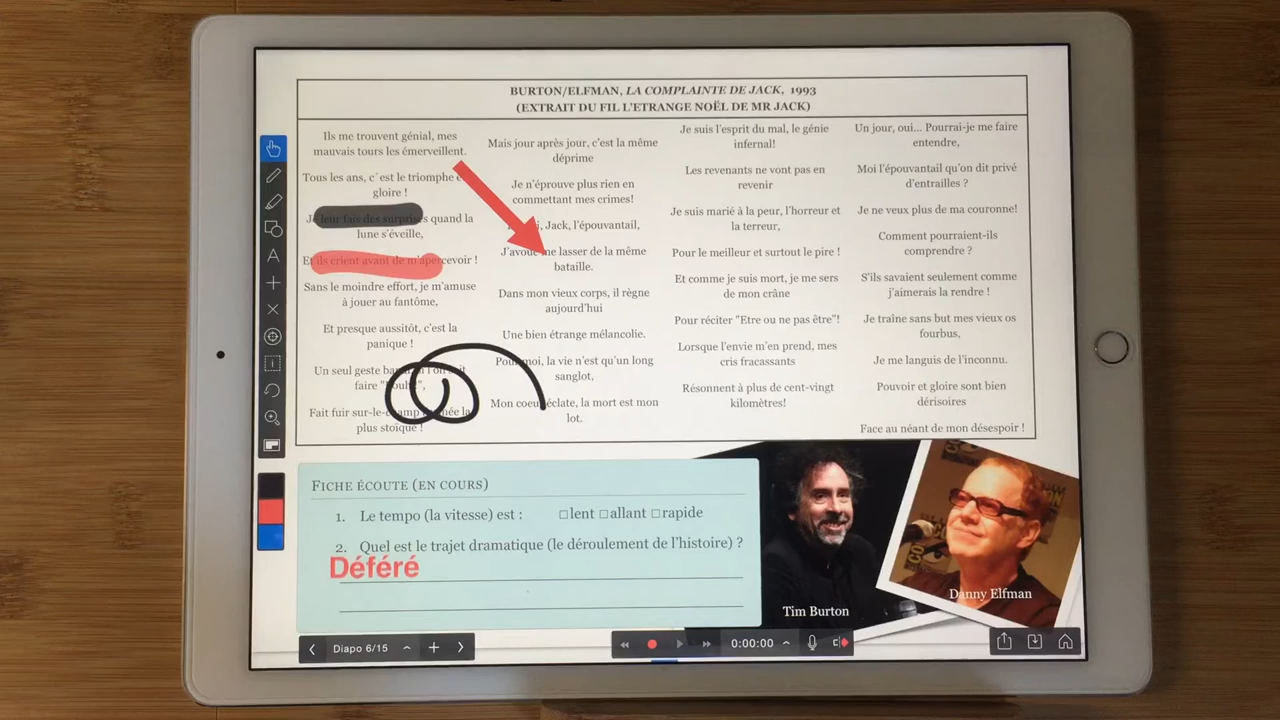 BURTON/ELFMAN, LA COMPLAINTE DE JACK, 1993
(EXTRAIT DU FIL L'ETRANGE NOËL DE MR JACK)
Ils me trouvent génial, mes
mauvais tours les émerveillent.
Tous les ans, c'est le triomphe
gloire !
Je leur fais des surprises quand la
lune s'éveille,
Et ils crient avant de m'apercevoir !
Sans le moindre effort, je m'amuse
à jouer au fantôme,
Et presque aussitôt, c'est la
panique !
Un seul geste
faire
Fait fuir sur-le-champ la
plus stoique !
Mais jour après jour, c'est la même
déprime
Je n'éprouve plus rien en
commettant mes crimes!
Jack, l'épouvantail,
J'avoue me lasser de la même
bataille.
Dans mon vieux corps, il règne
aujourd'hui
Une bien étrange mélancolie.
Pour moi, la vie n'est qu'un long
sanglot,
Mon coeur éclate, la mort est mon
lot.
Je suis l'esprit du mal, le génie
infernal!
Les revenants ne vont pas en
revenir
Je suis marié à la peur, l'horreur et
la terreur,
Pour le meilleur et surtout le pire !
Et comme je suis mort, je me sers
de mon crâne
Pour réciter "Etre ou ne pas être"!
Lorsque l'envie m'en prend, mes
cris fracassants
Résonnent à plus de cent-vingt
kilomètres!
Un jour, oui... Pourrai-je me faire
entendre,
Moi l'épouvantail qu'on dit privé
d'entrailles ?
Je ne veux plus de ma couronne!
Comment pourraient-ils
comprendre ?
S'ils savaient seulement comme
j'aimerais la rendre !
Je traîne sans but mes vieux os
fourbus,
Je me languis de l'inconnu.
Pouvoir et gloire sont bien
dérisoires
Face au néant de mon désespoir !
FICHE ÉCOUTE (EN COURS)
1. Le tempo (la vitesse) est : □lent □allant □rapide
2. Quel est le trajet dramatique (le déroulement de l'histoire) ?
Déféré
Tim Burton
Danny Elfman
Diapo 6/15
0:00:00